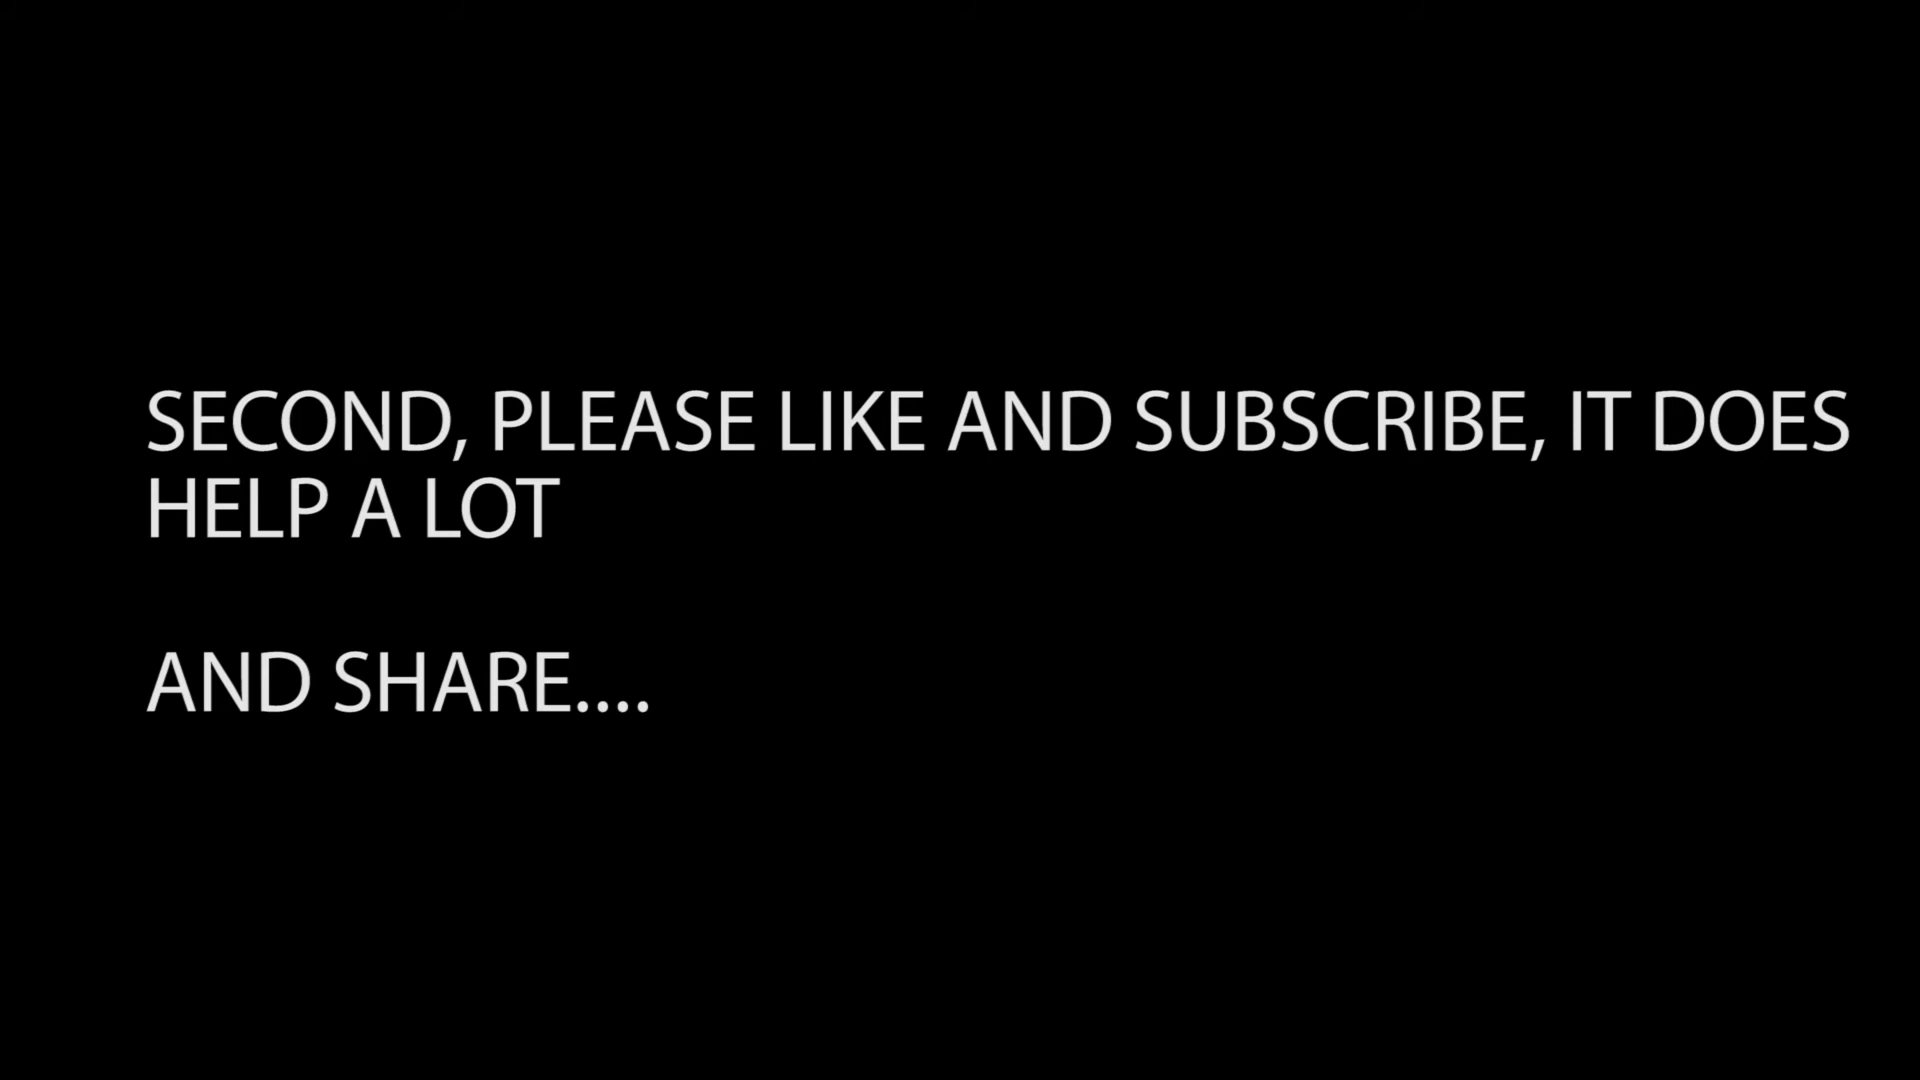 SECOND, PLEASE LIKE AND SUBSCRIBE, IT DOES
HELP A LOT
AND SHARE....